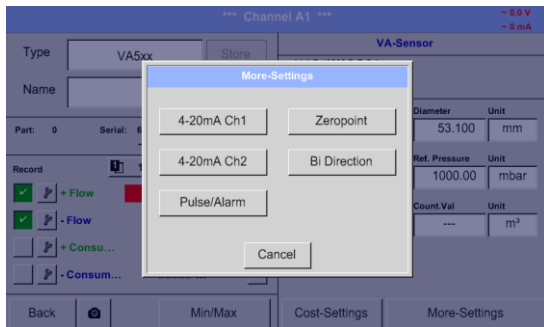 *** Channel A1 ***
~ 0.0 V
~ 0 mA
Type
VA5xx
Store
VA-Sensor
Name
More-Settings
4-20mA Ch1
Zeropoint
4-20mA Ch2
Bi Direction
Pulse/Alarm
Cancel
Part: 0 Serial: 6
Diameter Unit
53.100 mm
Ref. Pressure Unit
1000.00 mbar
Count.Val Unit
--- m³
Record
+ Flow
- Flow
+ Consu...
- Consum...
Back
Min/Max
Cost-Settings
More-Settings